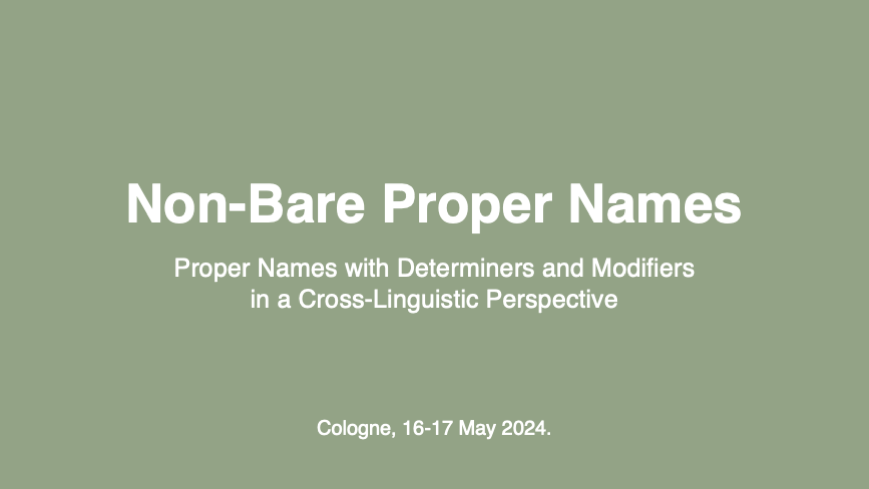 Non-Bare Proper Names
Proper Names with Determiners and Modifiers
in a Cross-Linguistic Perspective
Cologne, 16-17 May 2024.